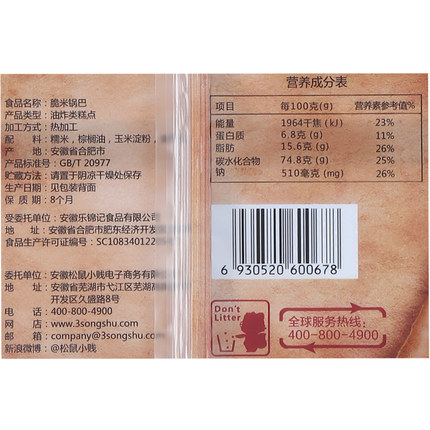 食品名称：脆米锅巴
产品类型：油炸类糕点
加工方式：热加工
配　　料：糯米，棕榈油，玉米淀粉，
产　　地：安徽省合肥市
产品标准号：GB/T 20977
贮藏方法：请置于阴凉干燥处保存
生产日期：见包装背面
保 质 期：8个月
受委托单位：安徽乐锦记食品有限公司
地　　址：安徽省合肥市肥东经济开发
食品生产许可证编号：SC10834012
委托单位：安徽松鼠小贱电子商务有限
地　　址：安徽省芜湖市弋江区芜湖高
开发区久盛路8号
电　　话：400-800-4900
网　　店：www.3songshu.com
邮　　箱：company@3songshu.com
新浪微博：@松鼠小贱
营养成分表
项目 每100克(g) 营养素参考值%
能量 1964千焦 (kJ) 23%
蛋白质 6.8克 (g) 11%
脂肪 15.6克 (g) 26%
碳水化合物 74.8克 (g) 25%
钠 510毫克 (mg) 26%
6 930520 600678
Don't
Litter
全球服务热线：
400-800-4900